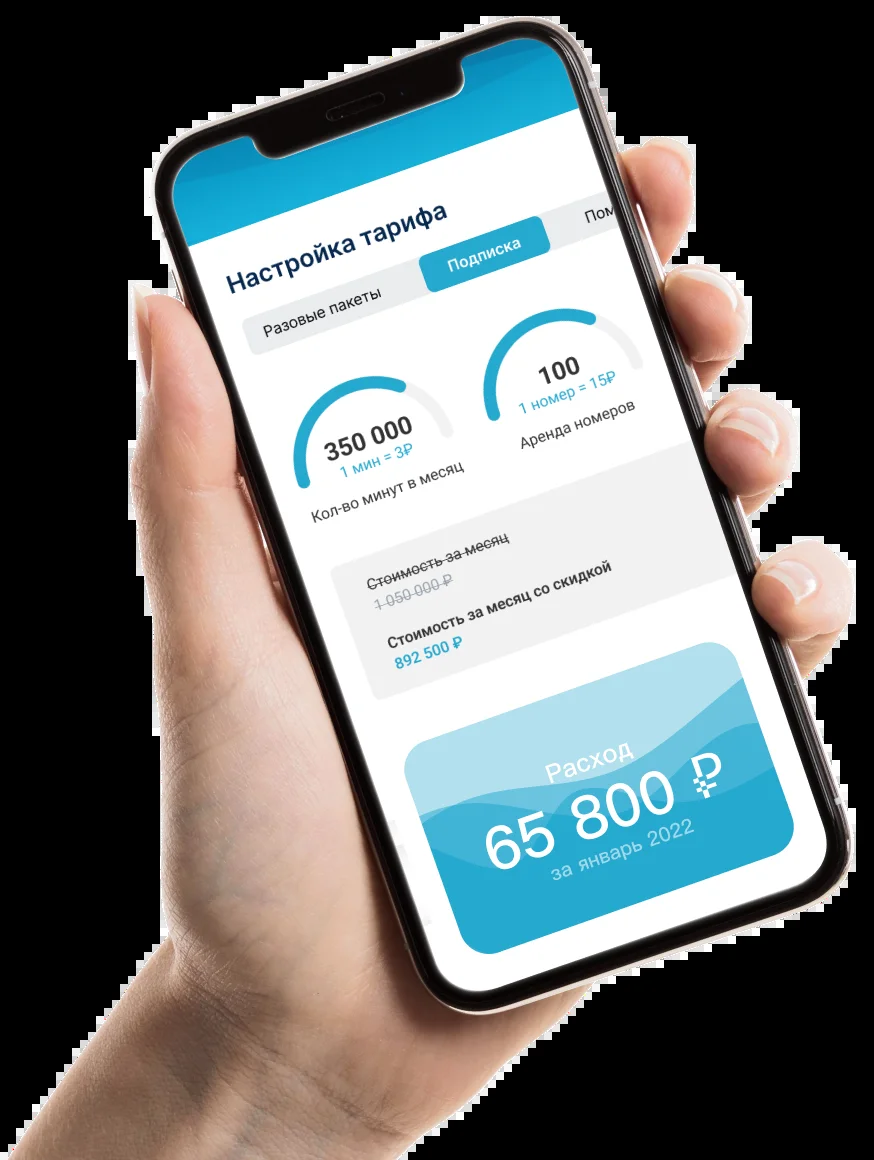 Настройка тарифа
Разовые пакеты
Подписка
Пом
350 000
1 мин = 3₽
Кол-во минут в месяц
100
1 номер = 15₽
Аренда номеров
Стоимость за месяц
1 050 000 ₽
Стоимость за месяц со скидкой
892 500 ₽
Расход
65 800 ₽
за январь 2022